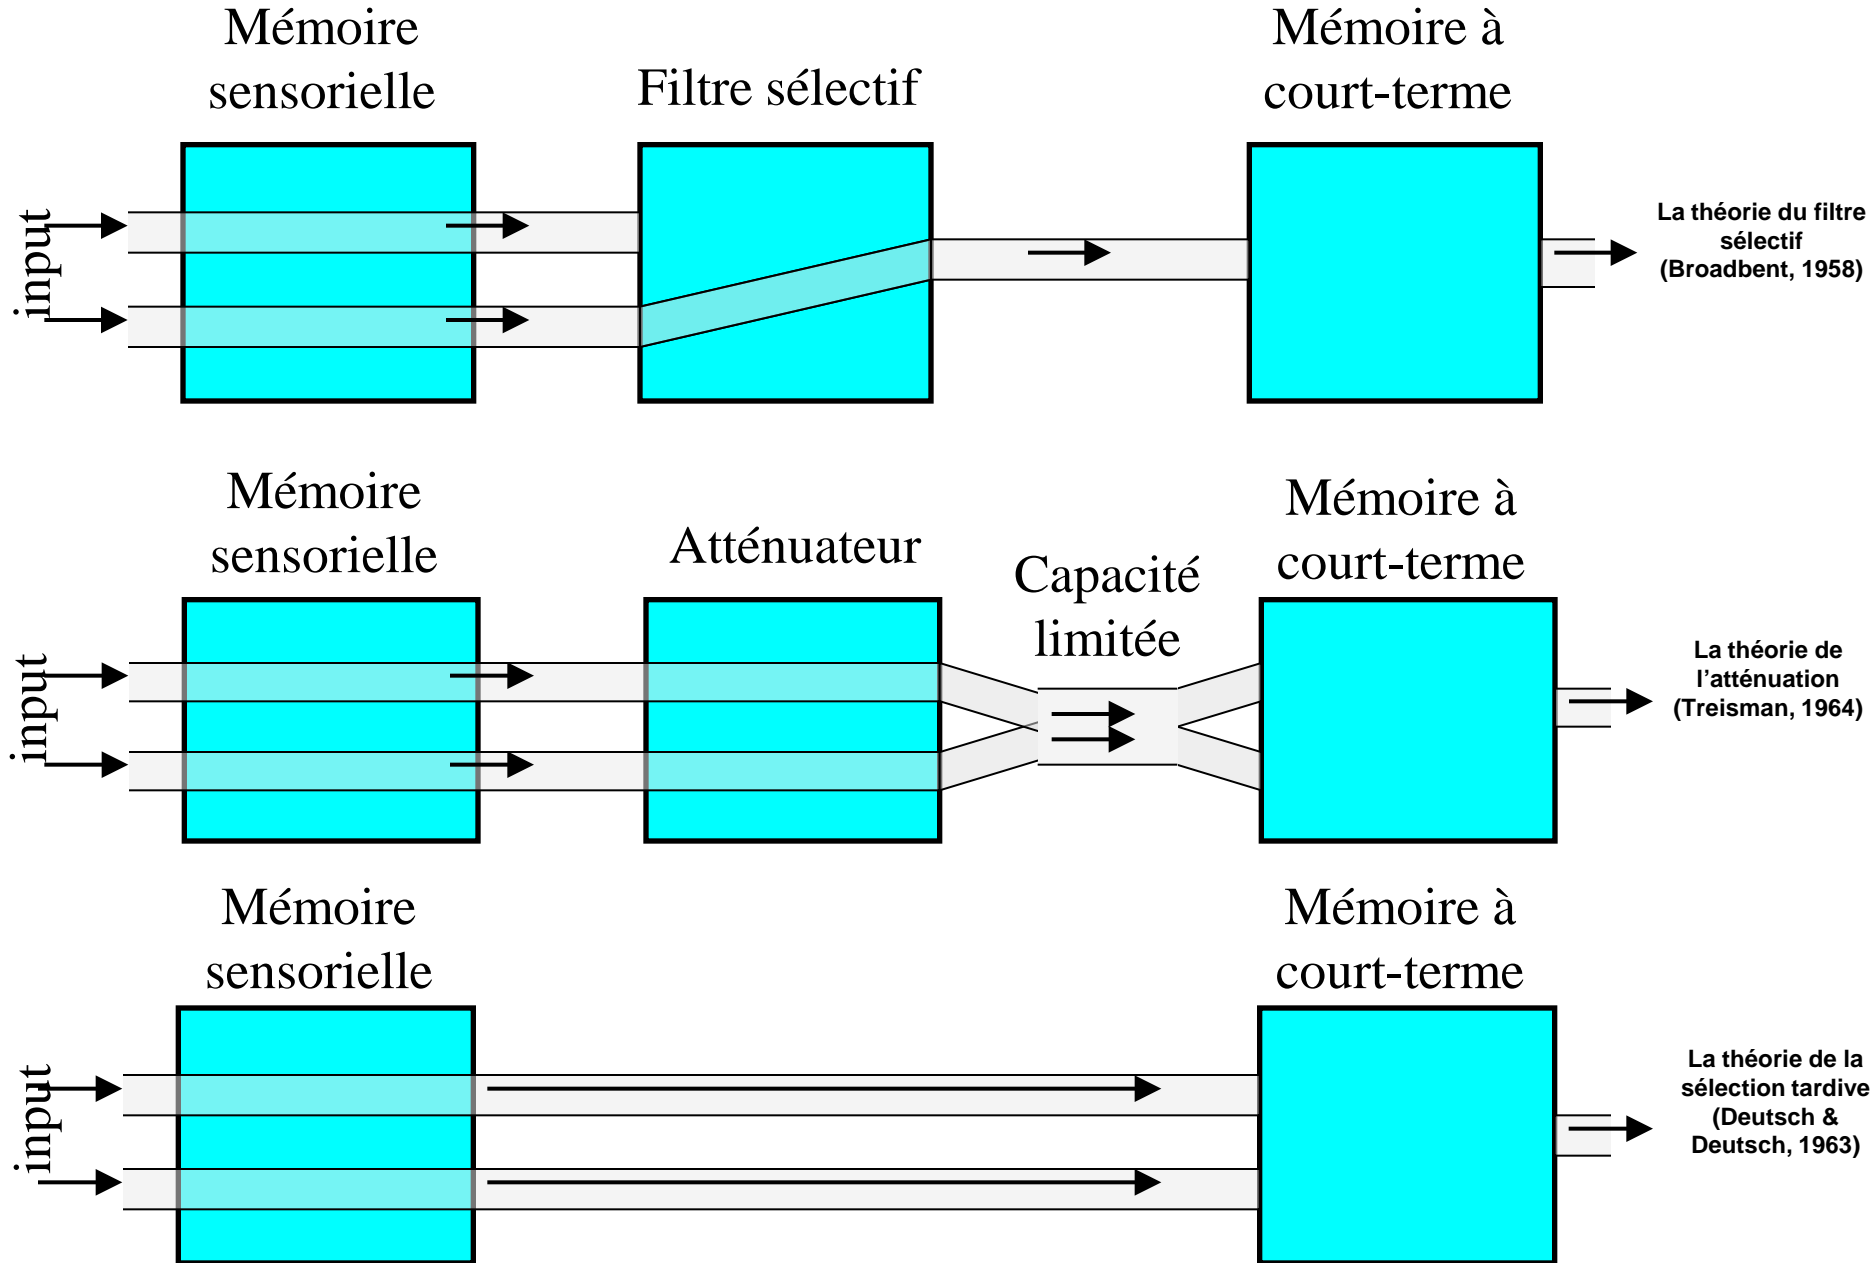 Mémoire
sensorielle
Filtre sélectif
Mémoire à
court-terme
input
La théorie du filtre
sélectif
(Broadbent, 1958)
Mémoire
sensorielle
Atténuateur
Capacité
limitée
Mémoire à
court-terme
input
La théorie de
l’atténuation
(Treisman, 1964)
Mémoire
sensorielle
Mémoire à
court-terme
input
La théorie de la
sélection tardive
(Deutsch &
Deutsch, 1963)